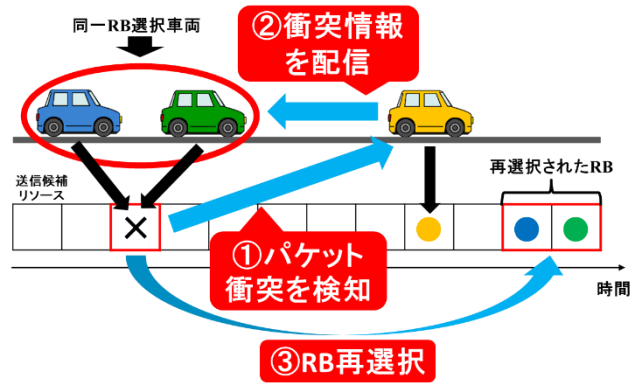 同一RB選択車両
②衝突情報
を配信
送信候補
リソース
再選択されたRB
×
①パケット
衝突を検知
時間
③RB再選択